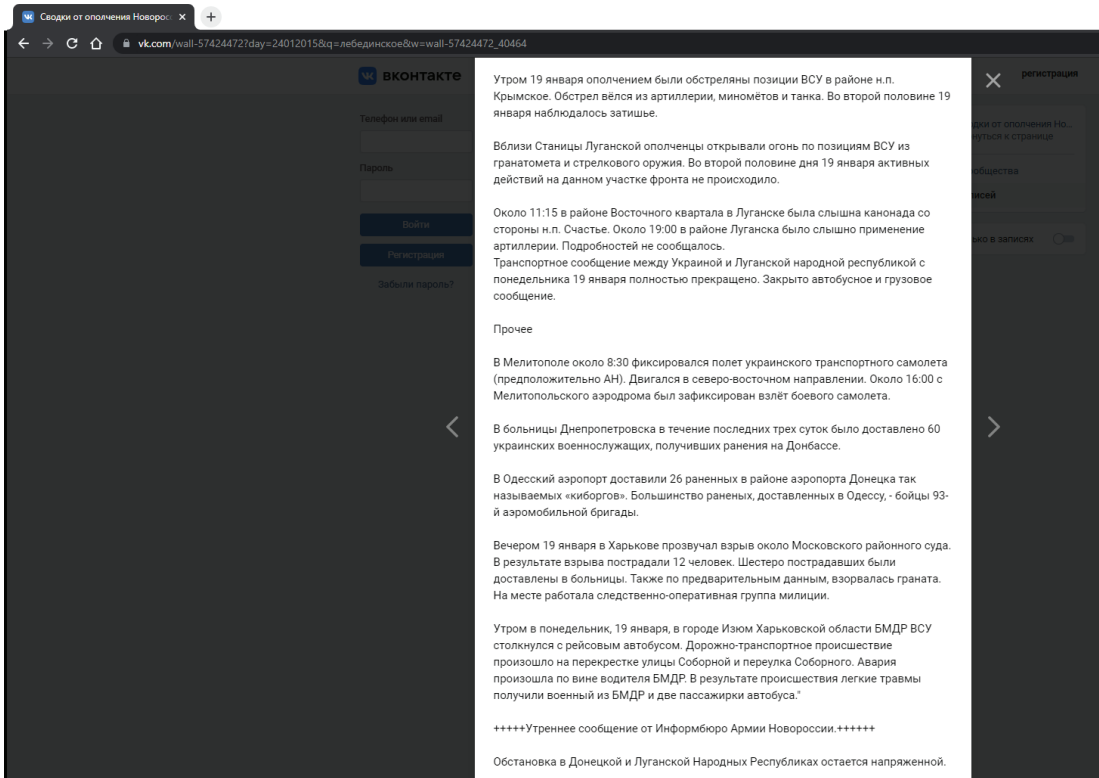 Сводки от ополчения Новорос
vk.com/wall-57424472?day=24012015&q=лебединское&w=wall-57424472_40464
вконтакте
регистрация
Телефон или email
Пароль
Войти
Регистрация
Забыли пароль?
Утром 19 января ополчением были обстреляны позиции ВСУ в районе н.п.
Крымское. Обстрел вёлся из артиллерии, миномётов и танка. Во второй половине 19
января наблюдалось затишье.
Вблизи Станицы Луганской ополченцы открывали огонь по позициям ВСУ из
гранатомета и стрелкового оружия. Во второй половине дня 19 января активных
действий на данном участке фронта не происходило.
Около 11:15 в районе Восточного квартала в Луганске была слышна канонада со
стороны н.п. Счастье. Около 19:00 в районе Луганска было слышно применение
артиллерии. Подробностей не сообщалось.
Транспортное сообщение между Украиной и Луганской народной республикой с
понедельника 19 января полностью прекращено. Закрыто автобусное и грузовое
сообщение.
Прочее
В Мелитополе около 8:30 фиксировался полет украинского транспортного самолета
(предположительно АН). Двигался в северо-восточном направлении. Около 16:00 с
Мелитопольского аэродрома был зафиксирован взлёт боевого самолета.
В больницы Днепропетровска в течение последних трех суток было доставлено 60
украинских военнослужащих, получивших ранения на Донбассе.
В Одесский аэропорт доставили 26 раненных в районе аэропорта Донецка так
называемых «киборгов». Большинство раненых, доставленных в Одессу, - бойцы 93-
й аэромобильной бригады.
Вечером 19 января в Харькове прозвучал взрыв около Московского районного суда.
В результате взрыва пострадали 12 человек. Шестеро пострадавших были
доставлены в больницы. Также по предварительным данным, взорвалась граната.
На месте работала следственно-оперативная группа милиции.
Утром в понедельник, 19 января, в городе Изюм Харьковской области БМДР ВСУ
столкнулся с рейсовым автобусом. Дорожно-транспортное происшествие
произошло на перекрестке улицы Соборной и переулка Соборного. Авария
произошла по вине водителя БМДР. В результате происшествия легкие травмы
получили военный из БМДР и две пассажирки автобуса."
+++++Утреннее сообщение от Информбюро Армии Новороссии.++++++
Обстановка в Донецкой и Луганской Народных Республиках остается напряженной.
дки от ополчения Но...
нуться к странице
ообщества
исей
ько в записях